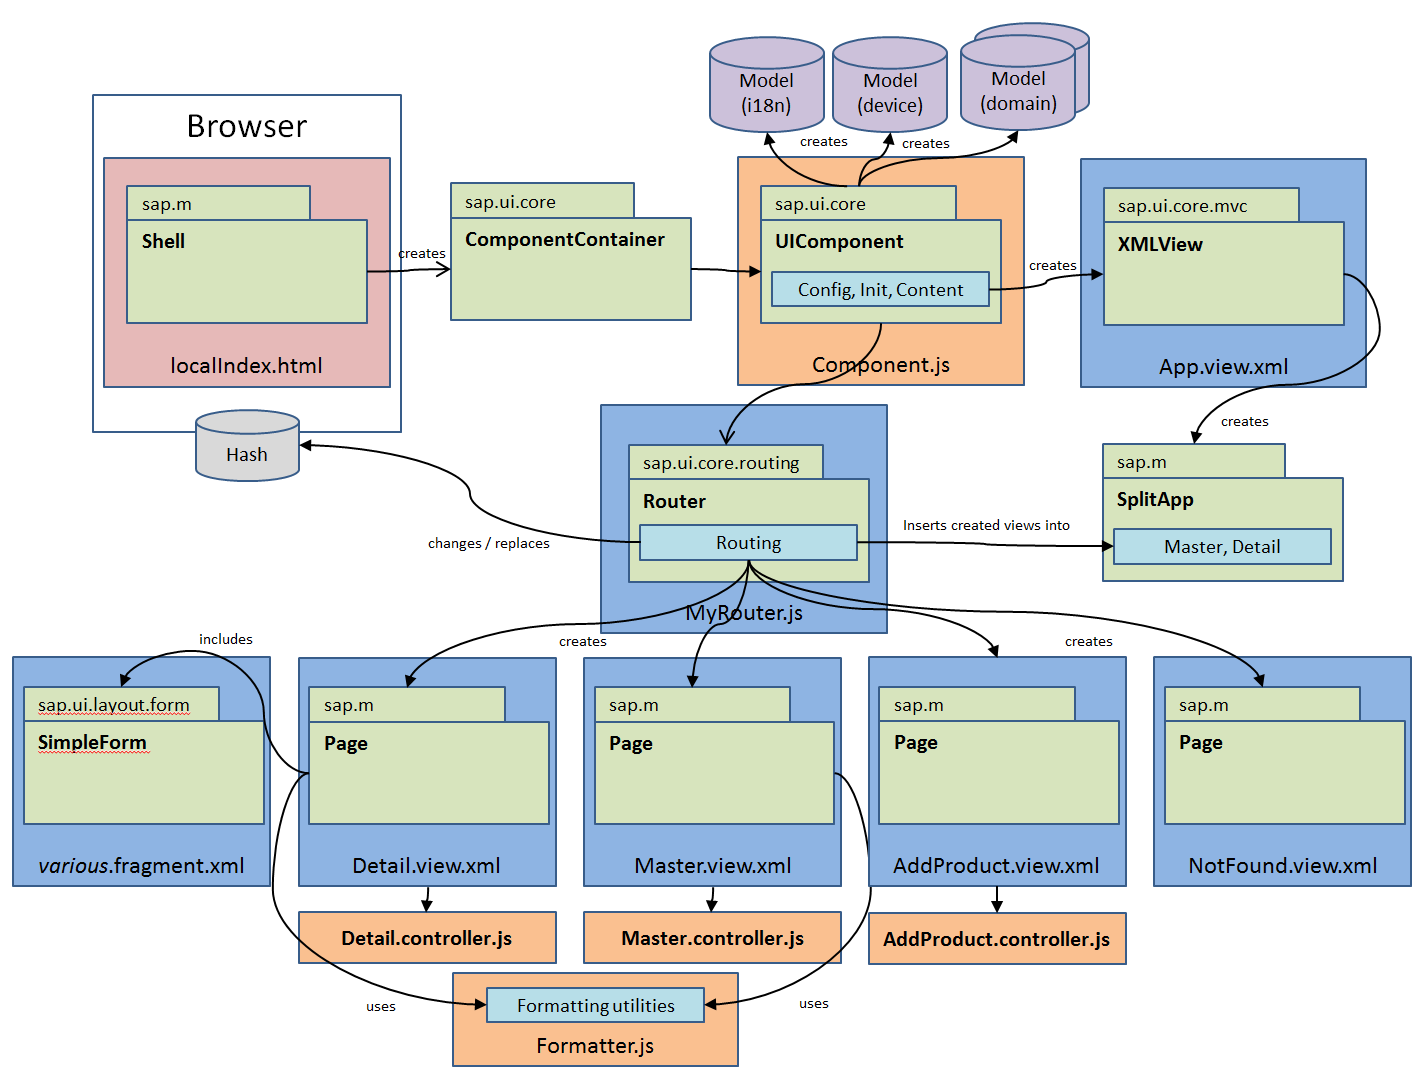 Model
(i18n)
Model
(device)
Model
(domain)
creates
creates
Browser
sap.m
Shell
localIndex.html
creates
sap.ui.core
ComponentContainer
sap.ui.core
UIComponent
Config, Init, Content
Component.js
creates
sap.ui.core.mvc
XMLView
App.view.xml
creates
Hash
changes / replaces
sap.ui.core.routing
Router
Routing
MyRouter.js
Inserts created views into
sap.m
SplitApp
Master, Detail
includes
creates
creates
sap.ui.layout.form
SimpleForm
various.fragment.xml
sap.m
Page
Detail.view.xml
sap.m
Page
Master.view.xml
sap.m
Page
AddProduct.view.xml
sap.m
Page
NotFound.view.xml
Detail.controller.js
Master.controller.js
AddProduct.controller.js
uses
Formatting utilities
uses
Formatter.js